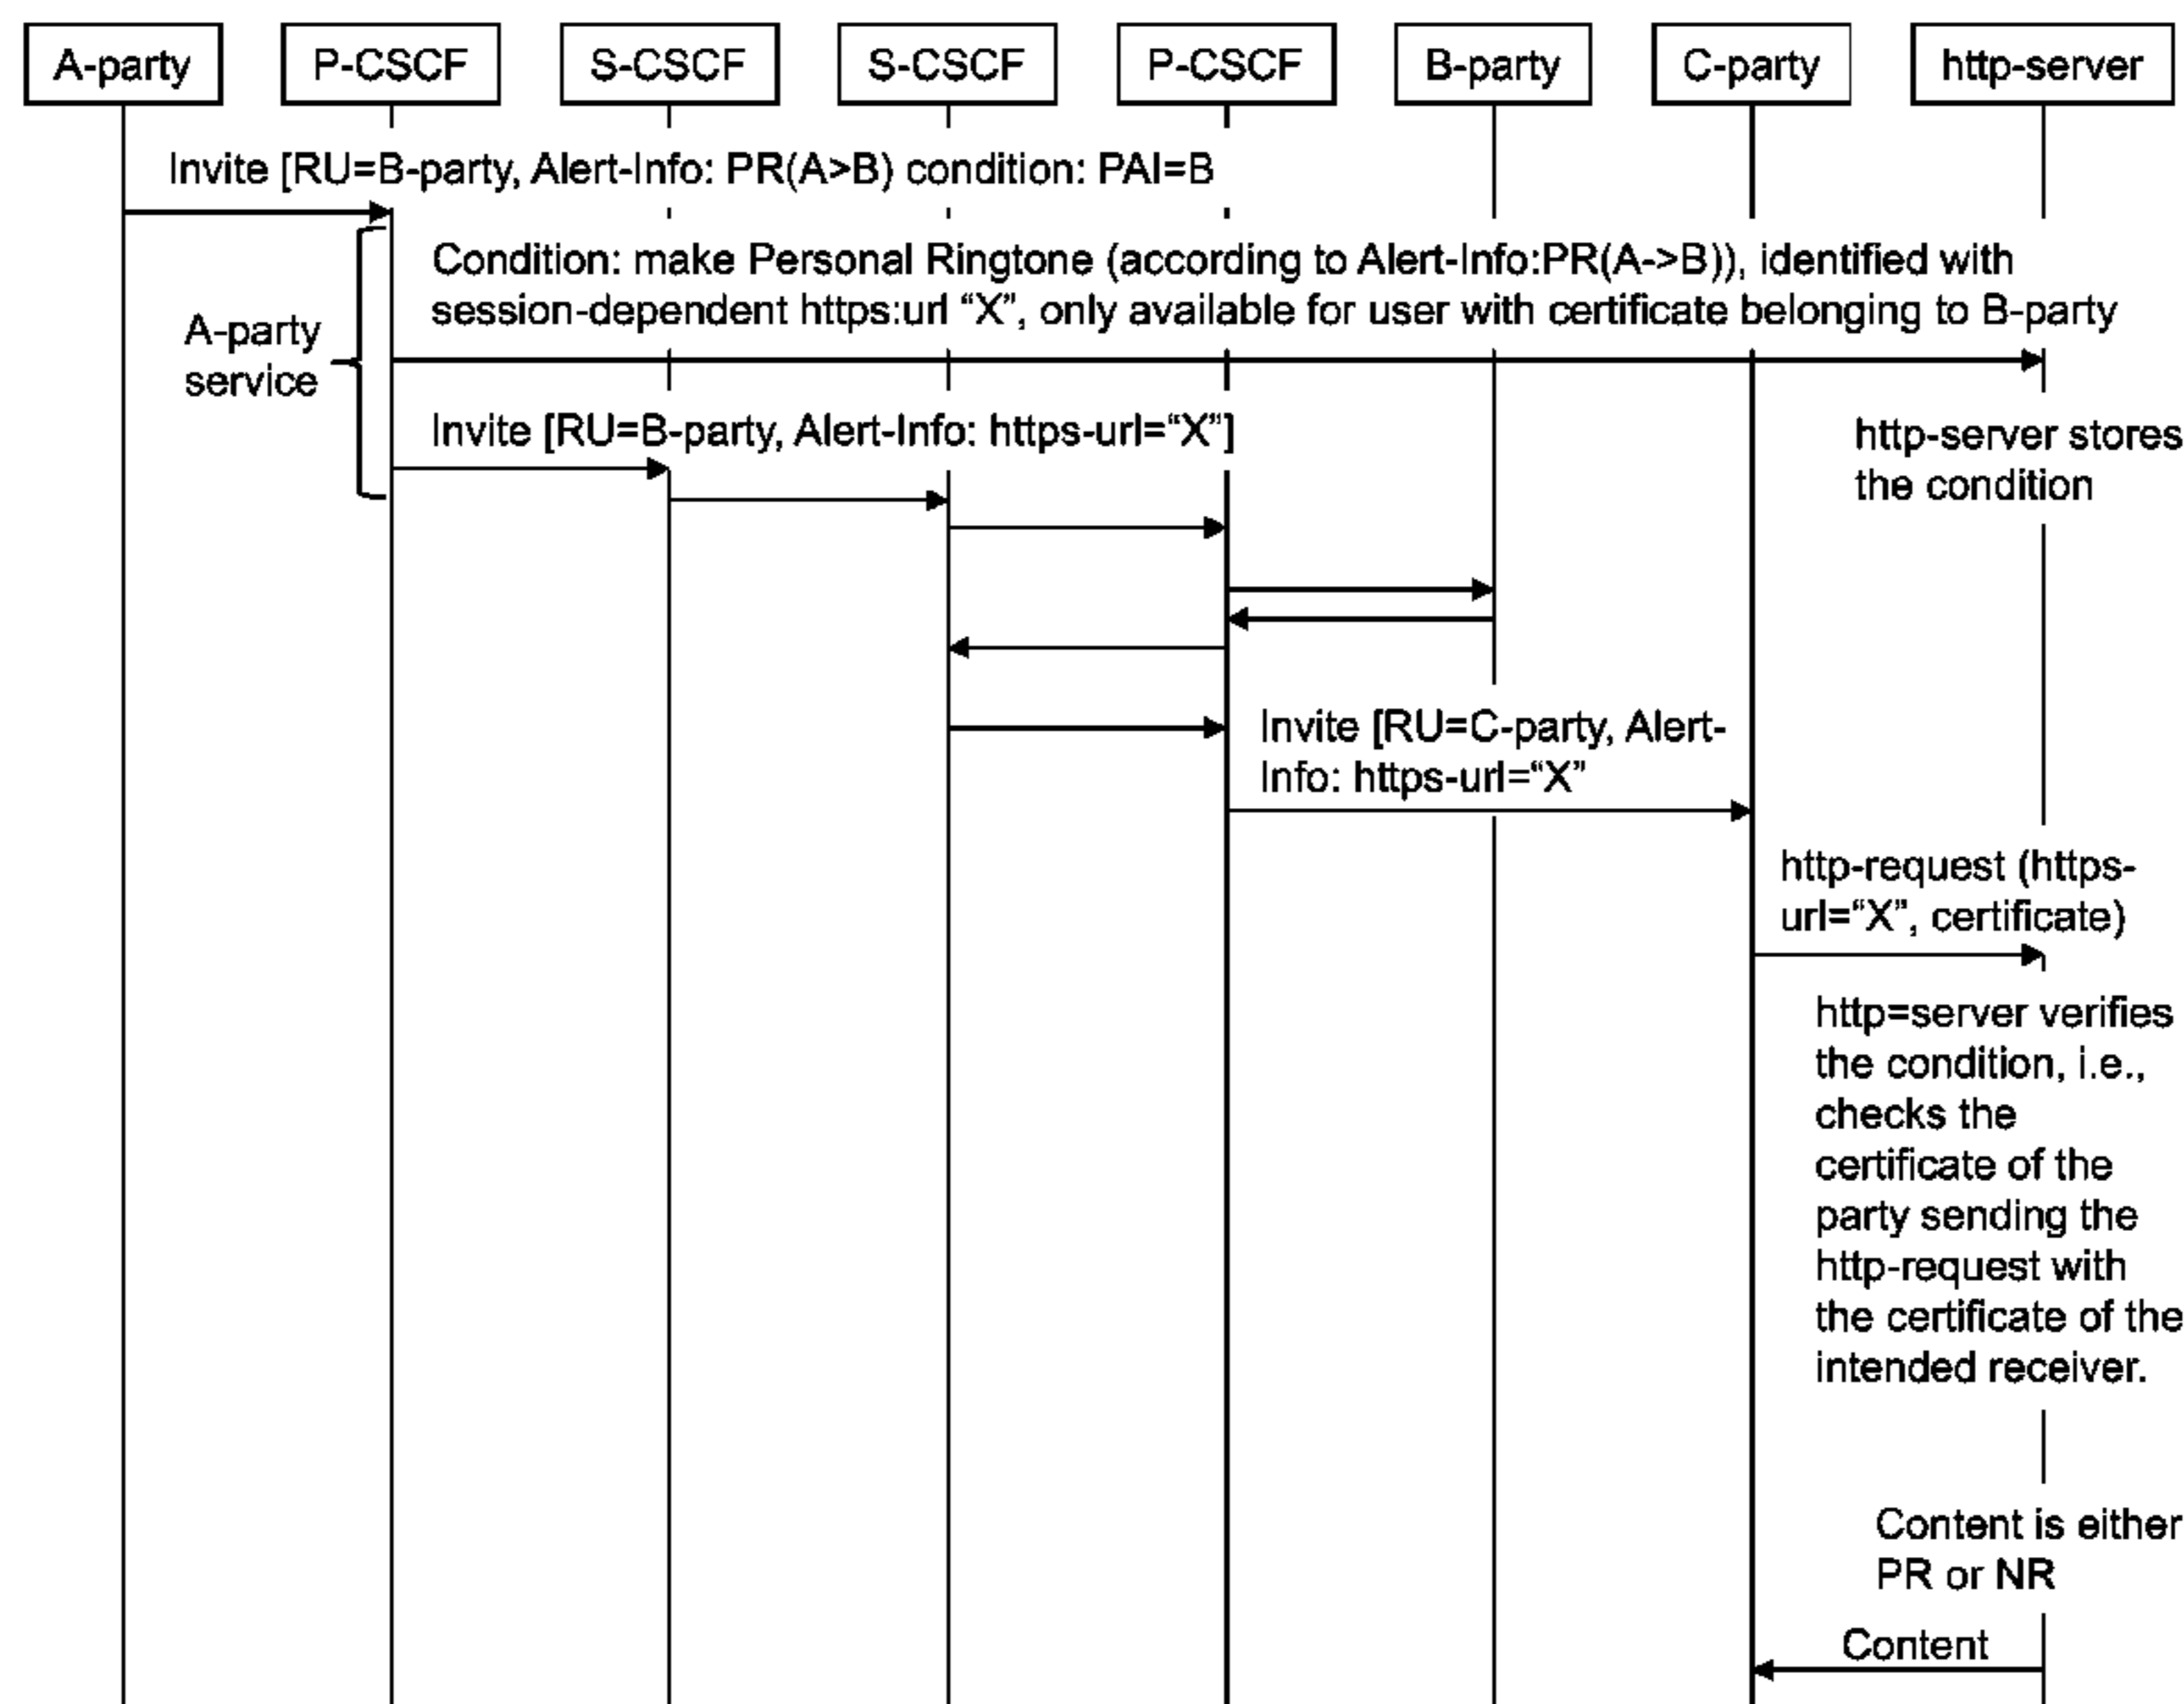 A-party
P-CSCF
S-CSCF
S-CSCF
P-CSCF
B-party
C-party
http-server
Invite [RU=B-party, Alert-Info: PR(A>B) condition: PAI=B
Condition: make Personal Ringtone (according to Alert-Info:PR(A->B)), identified with
session-dependent https:url “X”, only available for user with certificate belonging to B-party
A-party
service
Invite [RU=B-party, Alert-Info: https-url=“X”]
http-server stores
the condition
Invite [RU=C-party, Alert-
Info: https-url=“X”
http-request (https-
url=“X”, certificate)
http=server verifies
the condition, i.e.,
checks the
certificate of the
party sending the
http-request with
the certificate of the
intended receiver.
Content is either
PR or NR
Content